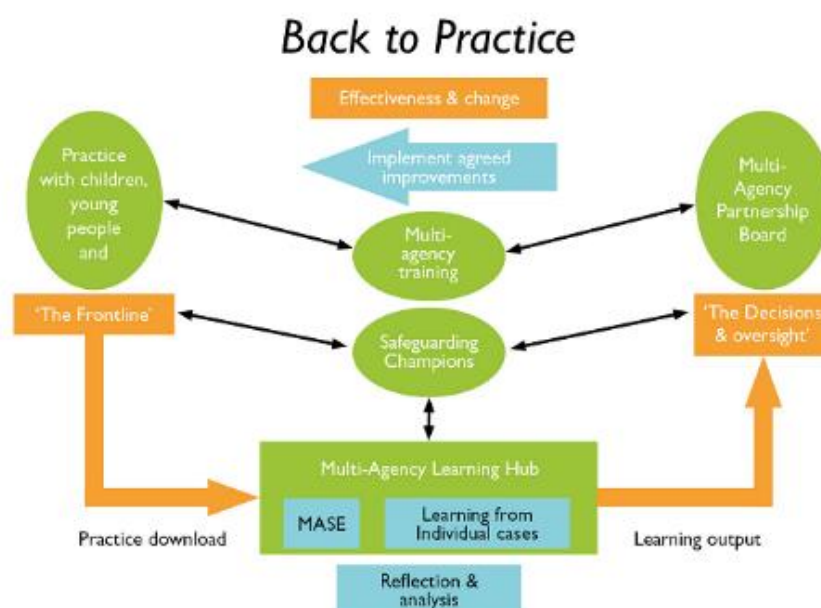 Back to Practice
Effectiveness & change
Implement agreed
improvements
Practice
with children,
young
people
and
Multi-
Agency
Partnership
Board
Multi-
agency
training
'The Frontline'
'The Decisions
& oversight'
Safeguarding
Champions
Multi-Agency Learning Hub
MASE
Learning from
Individual cases
Practice download
Learning output
Reflection &
analysis